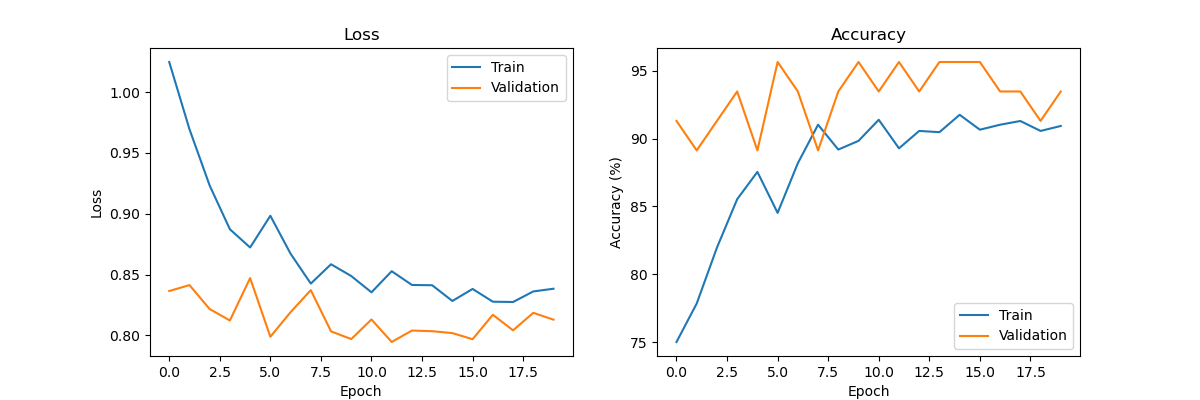 Loss
Train
Validation
1.00
0.95
0.90
0.85
0.80
Loss
0.0 2.5 5.0 7.5 10.0 12.5 15.0 17.5
Epoch
Accuracy
95
90
85
80
75
Accuracy (%)
Train
Validation
0.0 2.5 5.0 7.5 10.0 12.5 15.0 17.5
Epoch